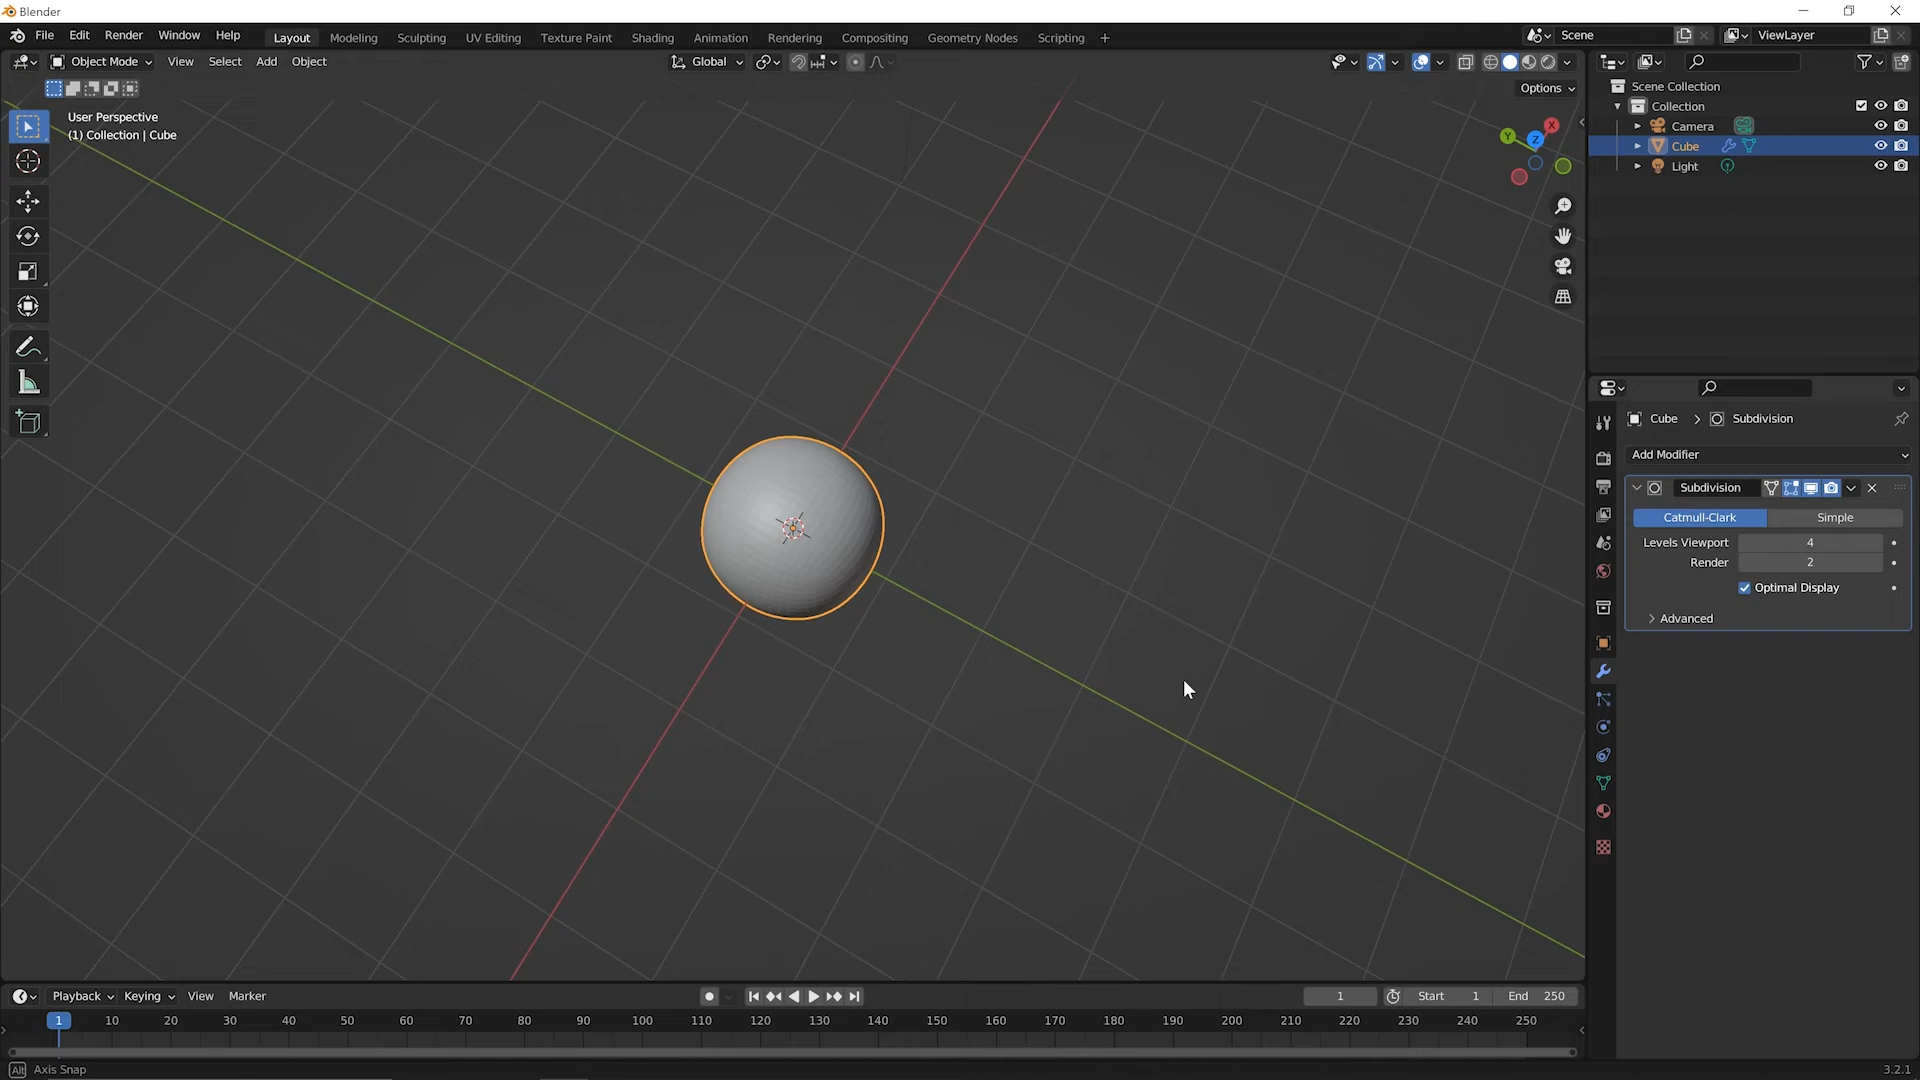 Blender
File Edit Render Window Help Layout Modeling Sculpting UV Editing Texture Paint Shading Animation Rendering Compositing Geometry Nodes Scripting + Scene ViewLayer
Object Mode View Select Add Object Global
Options
User Perspective
(1) Collection | Cube
X
Y
Z
Scene Collection
Collection
Camera
Cube
Light
Cube > Subdivision
Add Modifier
Subdivision
Catmull-Clark Simple
Levels Viewport 4
Render 2
Optimal Display
Advanced
Playback Keying View Marker 1 Start 1 End 250
1 10 20 30 40 50 60 70 80 90 100 110 120 130 140 150 160 170 180 190 200 210 220 230 240 250
Alt Axis Snap 3.2.1